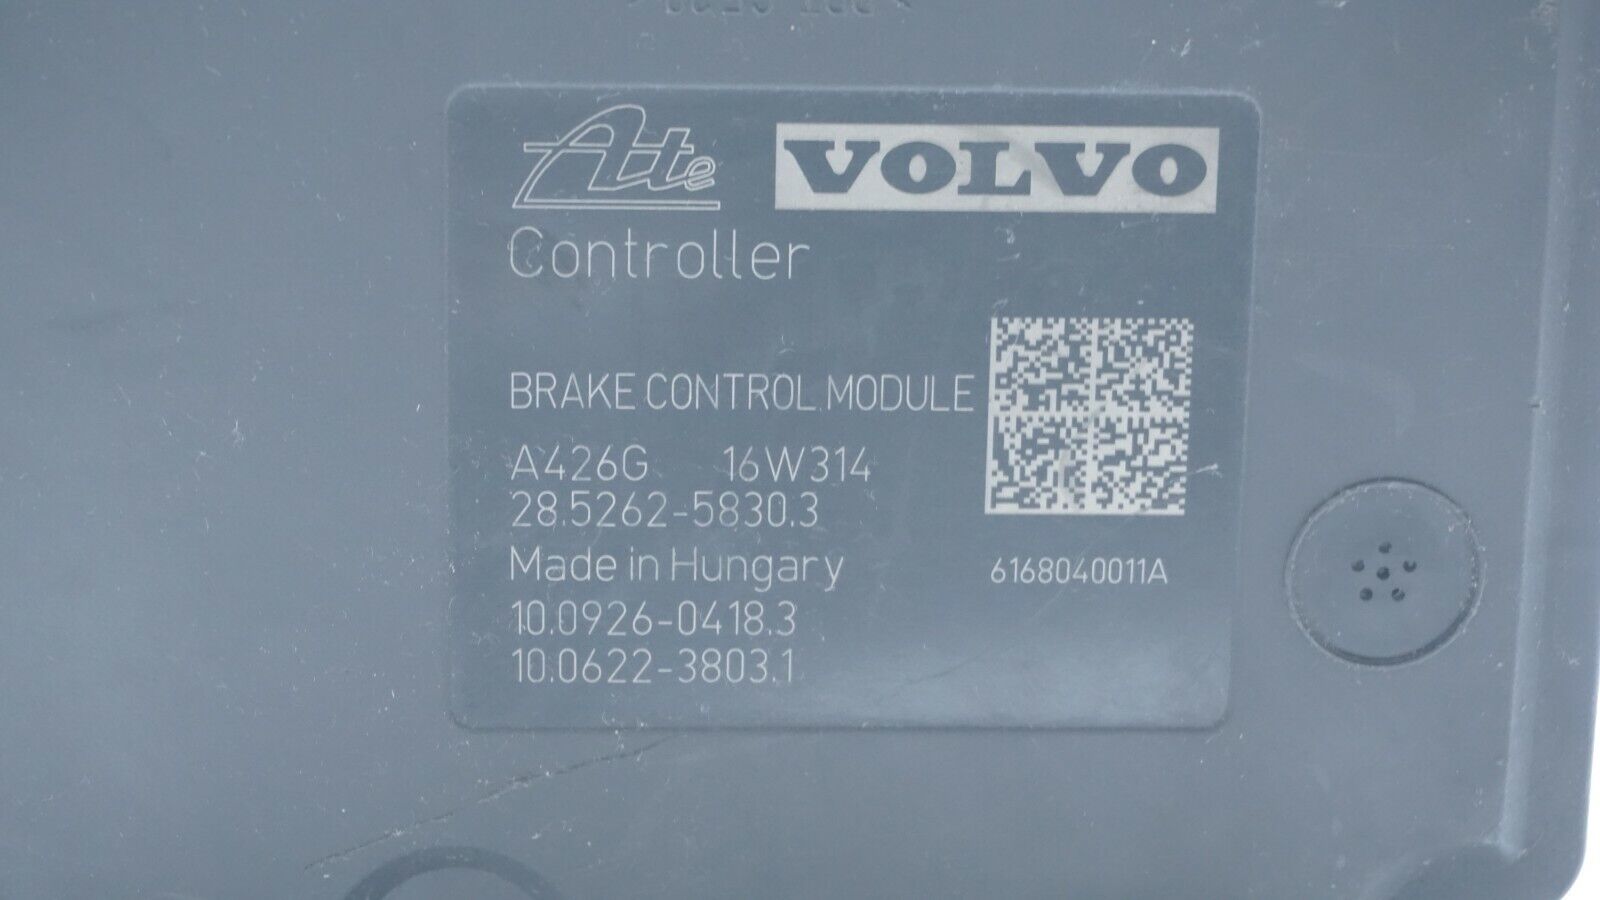 Ate VOLVO
Controller
BRAKE CONTROL MODULE
A426G 16W314
28.5262-5830.3
Made in Hungary
6168040011A
10.0926-0418.3
10.0622-3803.1